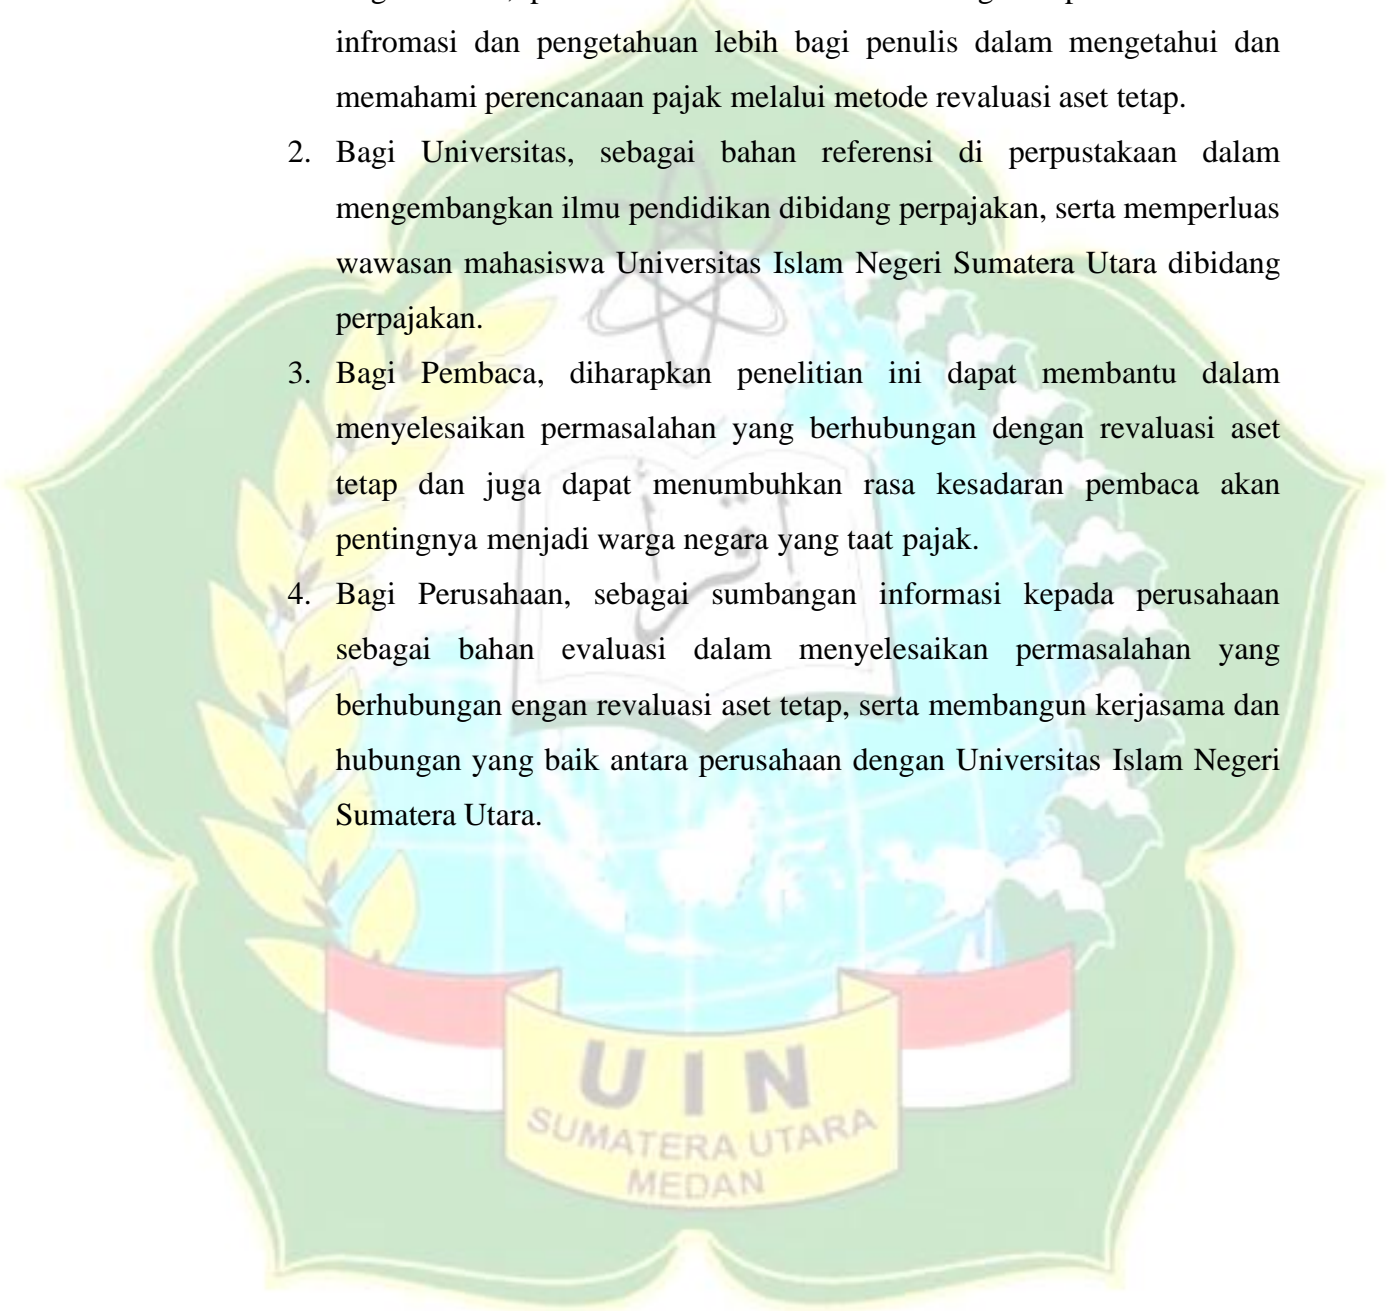 infromasi dan pengetahuan lebih bagi penulis dalam mengetahui dan
memahami perencanaan pajak melalui metode revaluasi aset tetap.
2. Bagi Universitas, sebagai bahan referensi di perpustakaan dalam
mengembangkan ilmu pendidikan dibidang perpajakan, serta memperluas
wawasan mahasiswa Universitas Islam Negeri Sumatera Utara dibidang
perpajakan.
3. Bagi Pembaca, diharapkan penelitian ini dapat membantu dalam
menyelesaikan permasalahan yang berhubungan dengan revaluasi aset
tetap dan juga dapat menumbuhkan rasa kesadaran pembaca akan
pentingnya menjadi warga negara yang taat pajak.
4. Bagi Perusahaan, sebagai sumbangan informasi kepada perusahaan
sebagai bahan evaluasi dalam menyelesaikan permasalahan yang
berhubungan engan revaluasi aset tetap, serta membangun kerjasama dan
hubungan yang baik antara perusahaan dengan Universitas Islam Negeri
Sumatera Utara.
اقرأ
UIN
SUMATERA UTARA
MEDAN